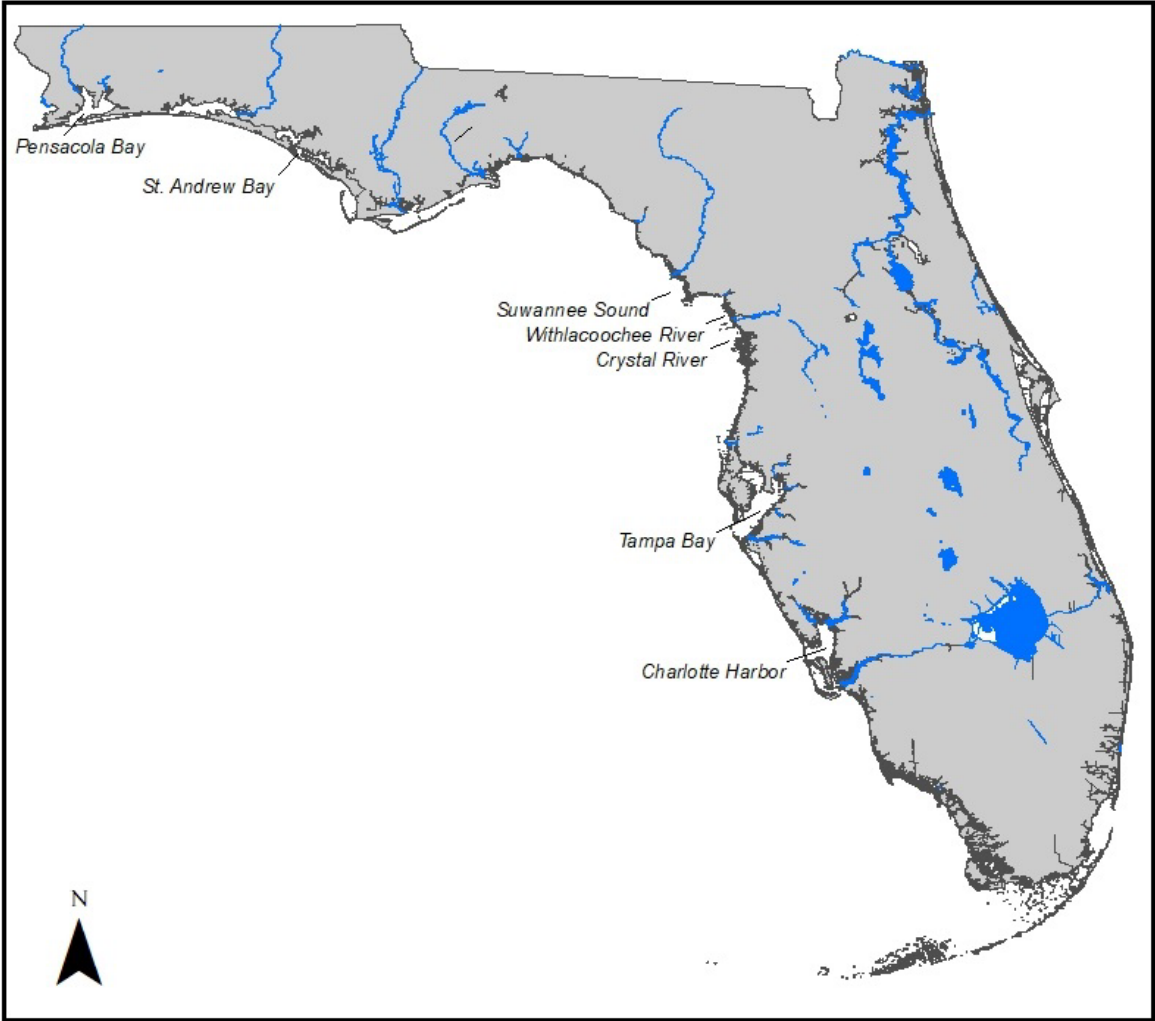 Pensacola Bay
St. Andrew Bay
Suwannee Sound
Withlacoochee River
Crystal River
Tampa Bay
Charlotte Harbor
N